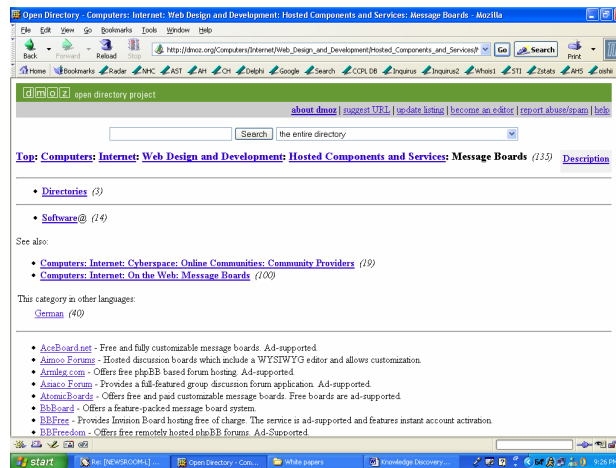 Open Directory - Computers: Internet: Web Design and Development: Hosted Components and Services: Message Boards - Mozilla
File Edit View Go Bookmarks Tools Window Help
Back Forward Reload Stop http://dmoz.org/Computers/Internet/Web_Design_and_Development/Hosted_Components_and_Services/ Go Search Print
Home Bookmarks Radar NHC AST AH CH Delphi Google Search CCPL DB Inquirus Inquirus2 Whois1 STI Zstats AHS oishii
dmoz open directory project
about dmoz | suggest URL | update listing | become an editor | report abuse/spam | help
Search the entire directory
Top: Computers: Internet: Web Design and Development: Hosted Components and Services: Message Boards (135) Description
Directories (3)
Software@ (14)
See also:
Computers: Internet: Cyberspace: Online Communities: Community Providers (19)
Computers: Internet: On the Web: Message Boards (100)
This category in other languages:
German (40)
AceBoard.net - Free and fully customizable message boards. Ad-supported.
Aimoo Forums - Hosted discussion boards which include a WYSIWYG editor and allows customization.
Armleg.com - Offers free phpBB based forum hosting. Ad-supported.
Asiaco Forum - Provides a full-featured group discussion forum application. Ad-supported.
AtomicBoards - Offers free and paid customizable message boards. Free boards are ad-supported.
BbBoard - Offers a feature-packed message board system.
BBFree - Provides Invision Board hosting free of charge. The service is ad-supported and features instant account activation.
BBFreedom - Offers free remotely hosted phpBB forums. Ad-Supported.
start Re: [NEWSROOM-L] ... Open Directory - Com... White papers Knowledge Discovery... 9:26 PM